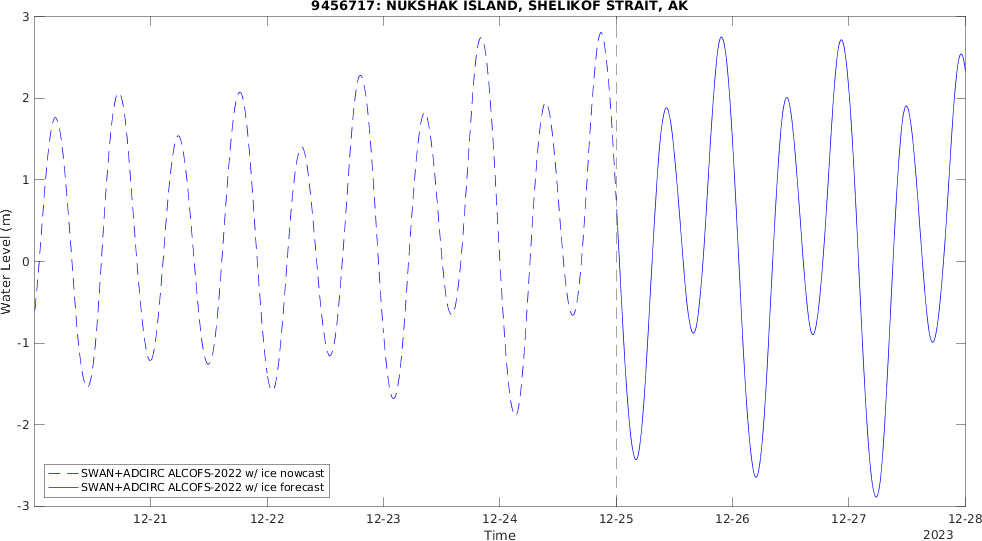 9456717: NUKSHAK ISLAND, SHELIKOF STRAIT, AK
3
2
1
0
-1
-2
-3
Water Level (m)
SWAN+ADCIRC ALCOFS-2022 w/ ice nowcast
SWAN+ADCIRC ALCOFS-2022 w/ ice forecast
12-21 12-22 12-23 12-24 12-25 12-26 12-27 12-28
Time
2023